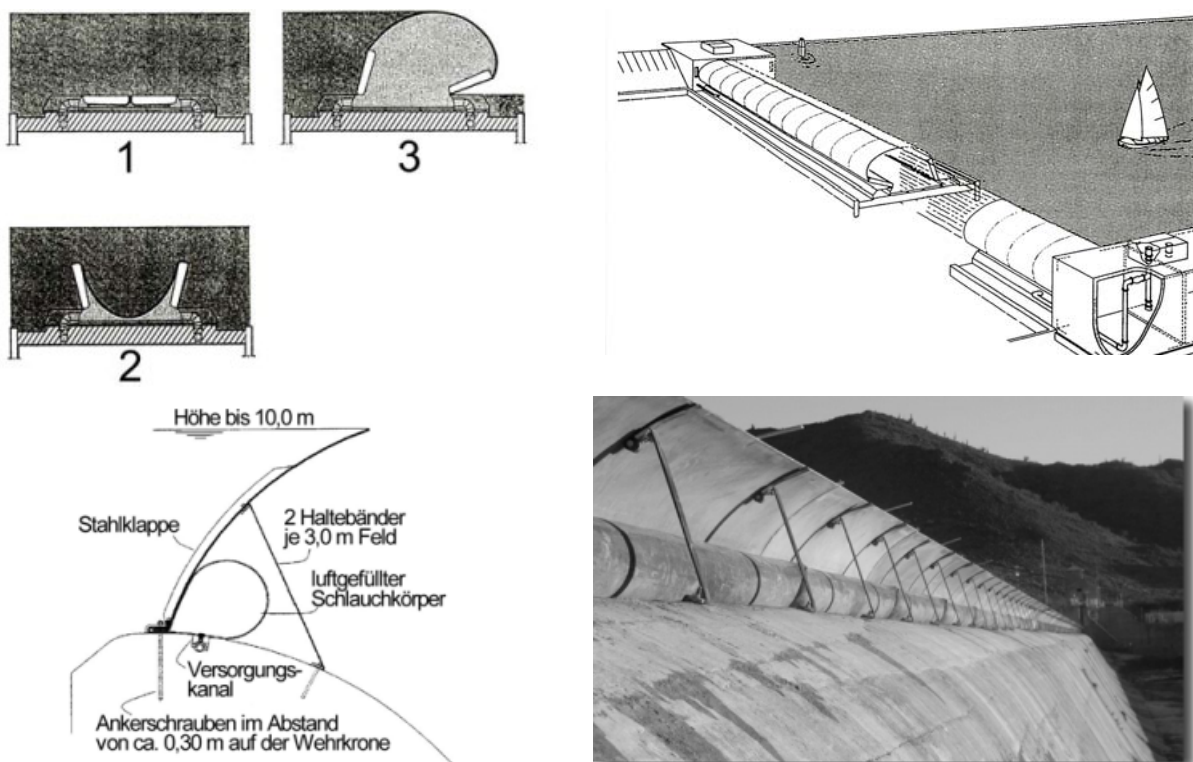 1
3
2
Höhe bis 10,0 m
Stahlklappe
2 Haltebänder
je 3,0 m Feld
luftgefüllter
Schlauchkörper
Versorgungs-
kanal
Ankerschrauben im Abstand
von ca. 0,30 m auf der Wehrkrone